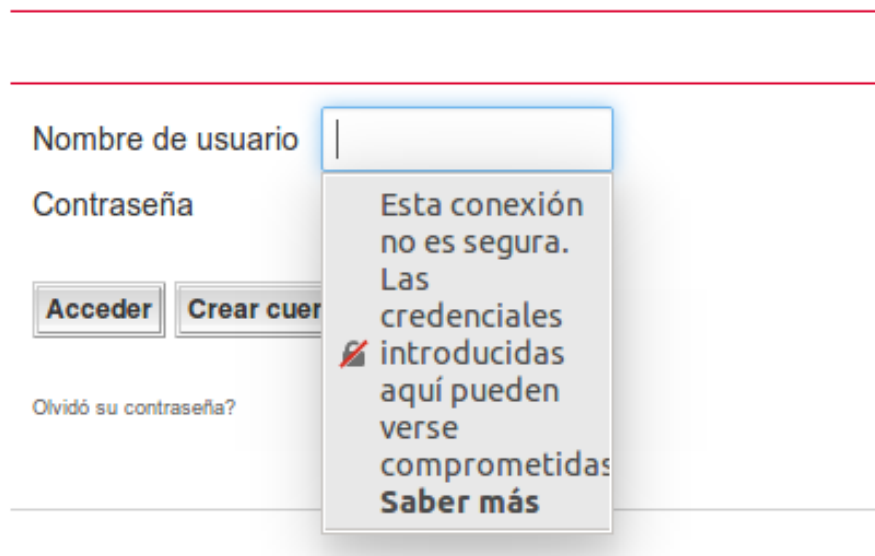 Nombre de usuario
Contraseña
Esta conexión
no es segura.
Las
credenciales
introducidas
aquí pueden
verse
comprometidas
Saber más
Acceder
Crear cuen
Olvidó su contraseña?